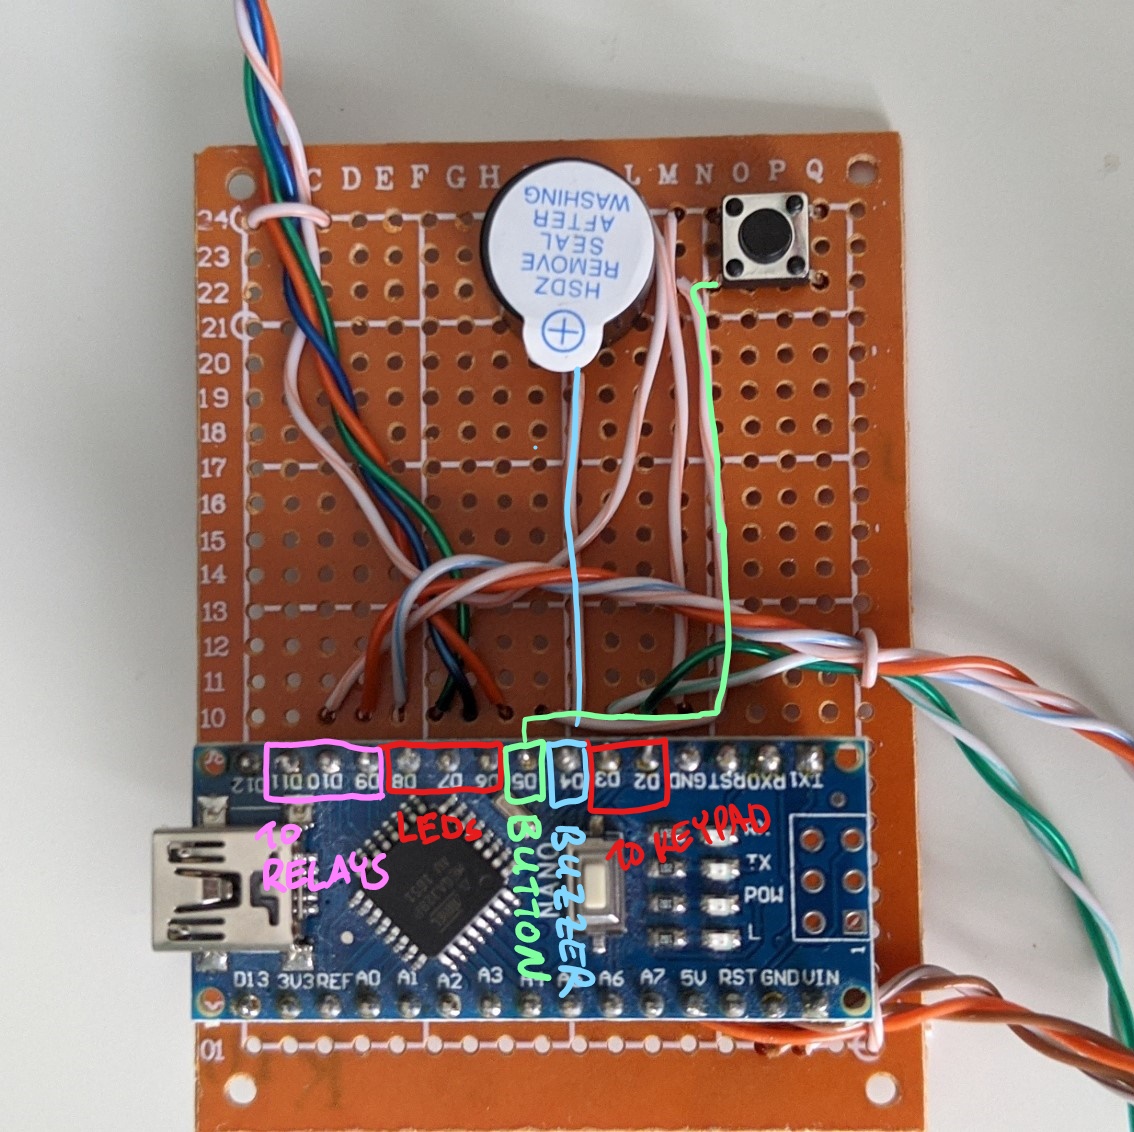 C D E F G H L M N O P Q
24
23
22
21
20
19
18
17
16
15
14
13
12
11
10
HSDZ
REMOVE
SEAL
AFTER
WASHING
D12 D11 D10 D9 D8 D7 D6 D5 D4 D3 D2 GND RST RX0 TX1
TO
RELAYS
LEDs
BUTTON
BUZZER
TO KEYPAD
NANO
TX
POW
L
1
D13 3V3 REF A0 A1 A2 A3 A6 A7 5V RST GND VIN
01